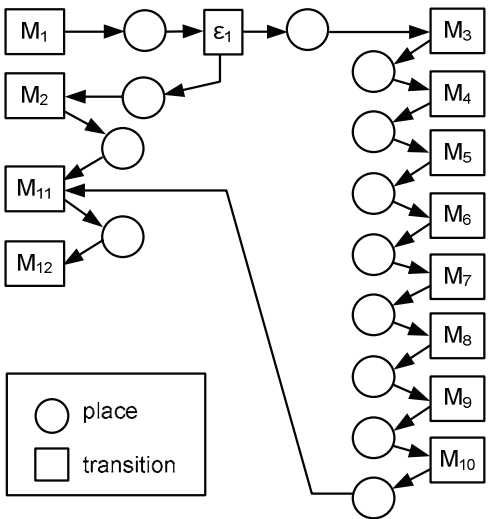 M₁
ε₁
M₃
M₂
M₄
M₅
M₁₁
M₆
M₁₂
M₇
M₈
M₉
M₁₀
place
transition